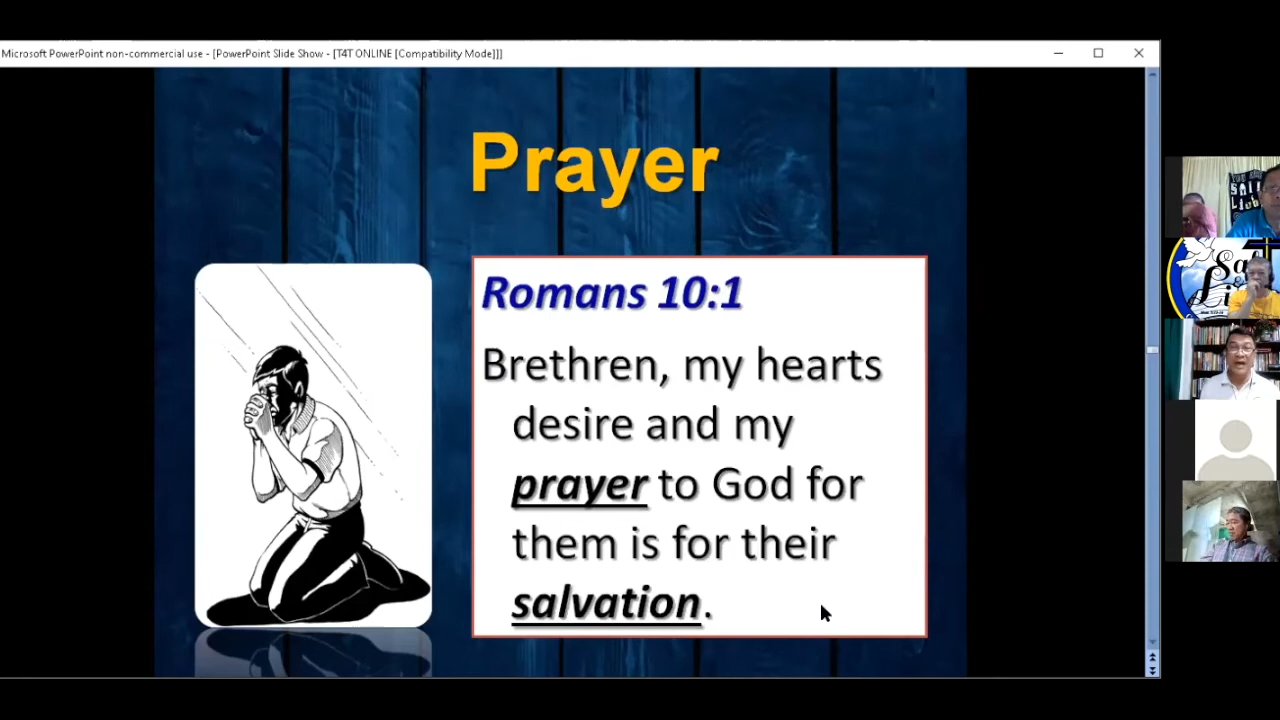 Microsoft PowerPoint non-commercial use - [PowerPoint Slide Show - [T4T ONLINE [Compatibility Mode]]]
Prayer
Romans 10:1
Brethren, my hearts
desire and my
prayer to God for
them is for their
salvation.